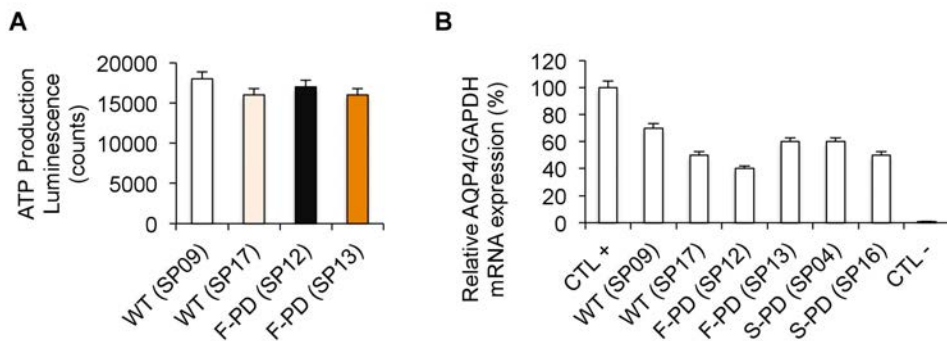 A
ATP Production
Luminescence
(counts)
20000
15000
10000
5000
0
WT (SP09)
WT (SP17)
F-PD (SP12)
F-PD (SP13)
B
Relative AQP4/GAPDH
mRNA expression (%)
120
100
80
60
40
20
0
CTL +
WT (SP09)
WT (SP17)
F-PD (SP12)
F-PD (SP13)
S-PD (SP04)
S-PD (SP16)
CTL -